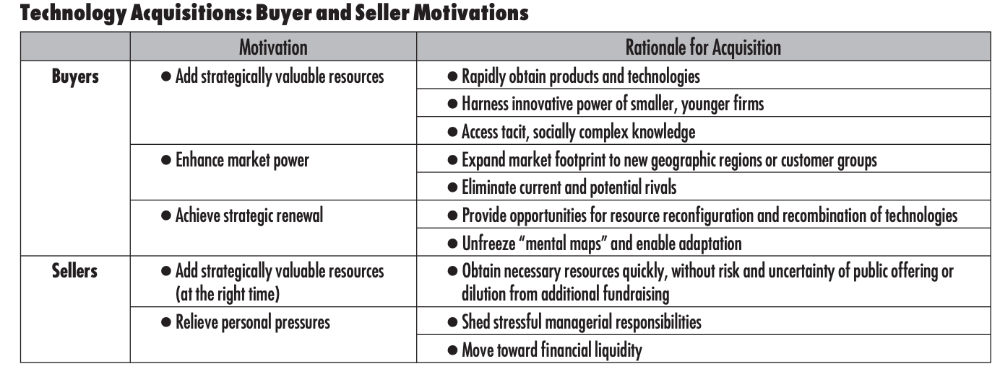 Technology Acquisitions: Buyer and Seller Motivations
Motivation Rationale for Acquisition
Buyers ● Add strategically valuable resources ● Rapidly obtain products and technologies
● Harness innovative power of smaller, younger firms
● Access tacit, socially complex knowledge
● Enhance market power ● Expand market footprint to new geographic regions or customer groups
● Eliminate current and potential rivals
● Achieve strategic renewal ● Provide opportunities for resource reconfiguration and recombination of technologies
● Unfreeze “mental maps” and enable adaptation
Sellers ● Add strategically valuable resources ● Obtain necessary resources quickly, without risk and uncertainty of public offering or
(at the right time) dilution from additional fundraising
● Relieve personal pressures ● Shed stressful managerial responsibilities
● Move toward financial liquidity